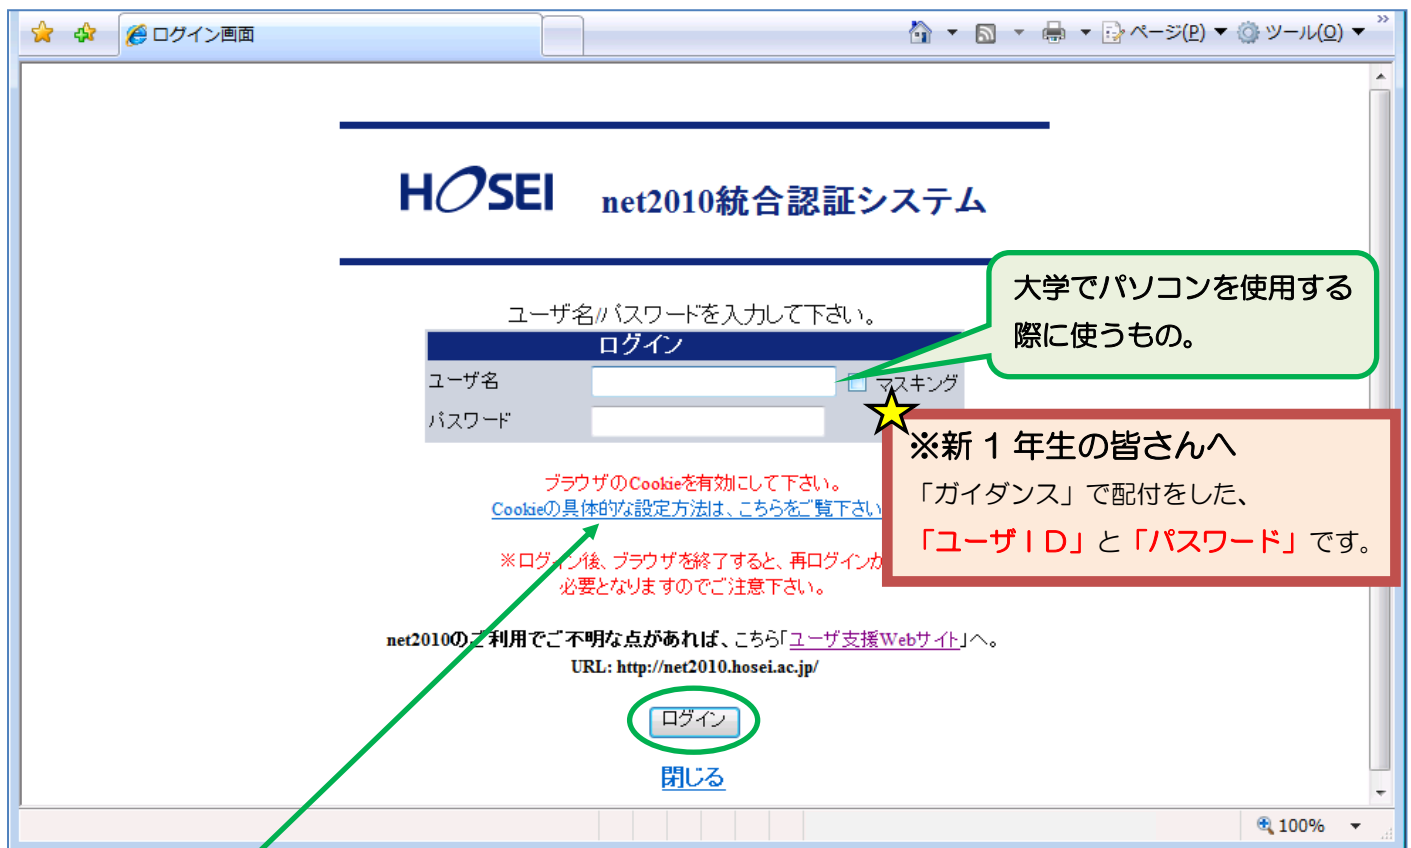 ログイン画面
ページ(P) ツール(O) »
HOSEI net2010統合認証システム
大学でパソコンを使用する
際に使うもの。
ユーザ名/パスワードを入力して下さい。
ログイン
ユーザ名
マスキング
パスワード
※新１年生の皆さんへ
「ガイダンス」で配付をした、
「ユーザＩＤ」と「パスワード」です。
ブラウザのCookieを有効にして下さい。
Cookieの具体的な設定方法は、こちらをご覧下さい
※ログイン後、ブラウザを終了すると、再ログインが
必要となりますのでご注意下さい。
net2010のご利用でご不明な点があれば、こちら「ユーザ支援Webサイト」へ。
URL: http://net2010.hosei.ac.jp/
ログイン
閉じる
100%